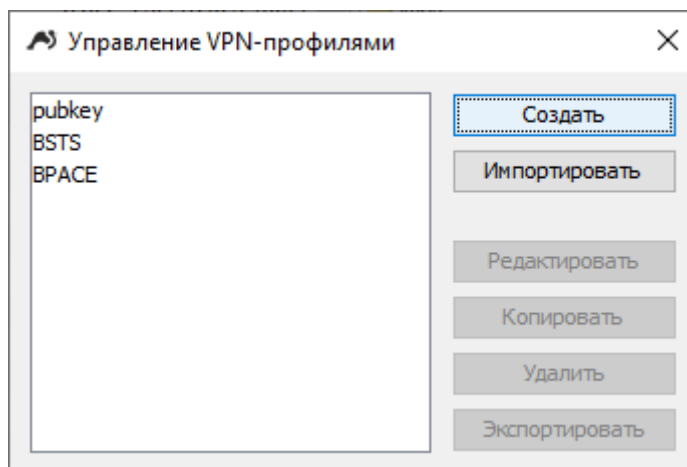 Управление VPN-профилями
pubkey
BSTS
BPACE
Создать
Импортировать
Редактировать
Копировать
Удалить
Экспортировать